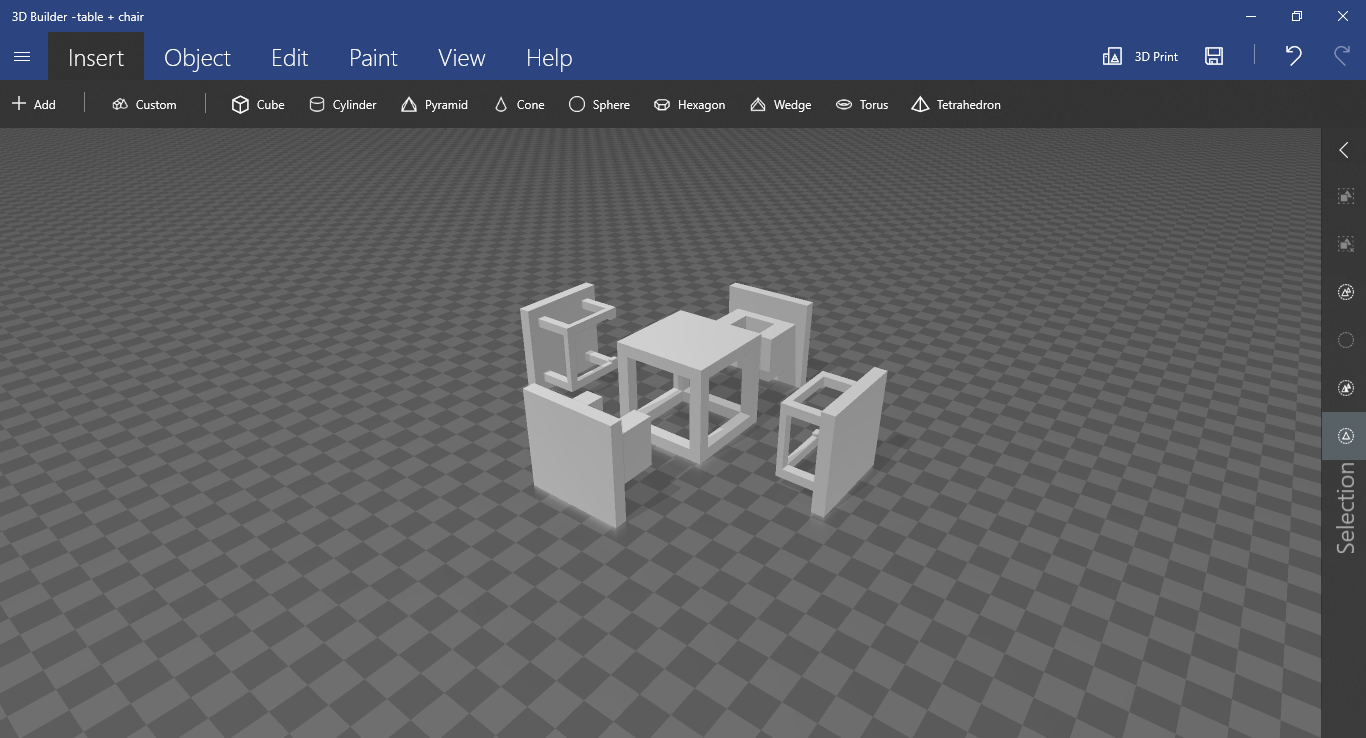 3D Builder -table + chair
Insert Object Edit Paint View Help 3D Print
Add Custom Cube Cylinder Pyramid Cone Sphere Hexagon Wedge Torus Tetrahedron
Selection